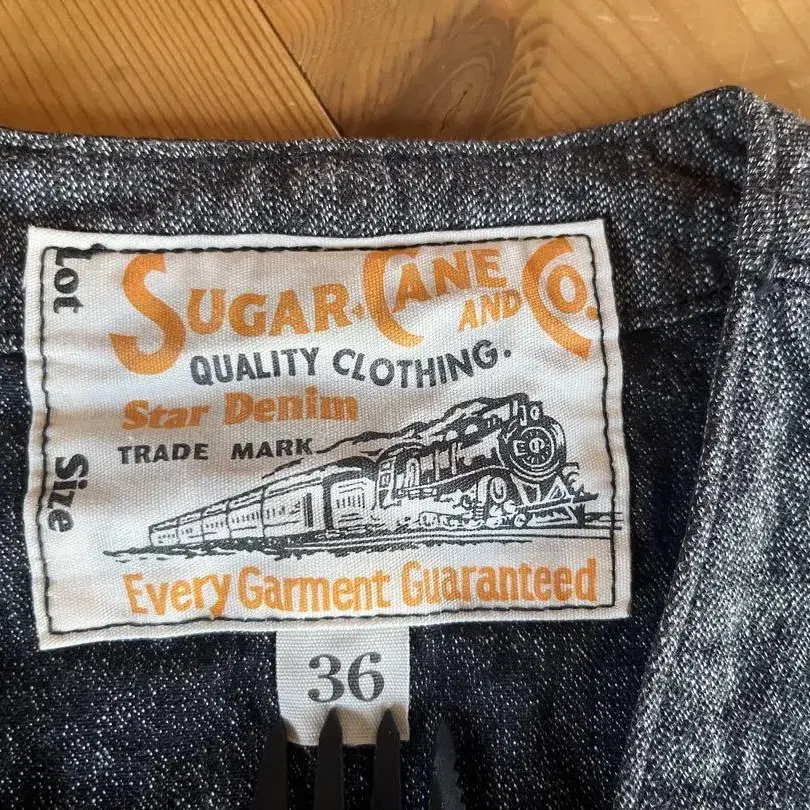 Lot
SUGAR CANE
AND CO.
QUALITY CLOTHING.
Star Denim
TRADE MARK
Size
Every Garment Guaranteed
36